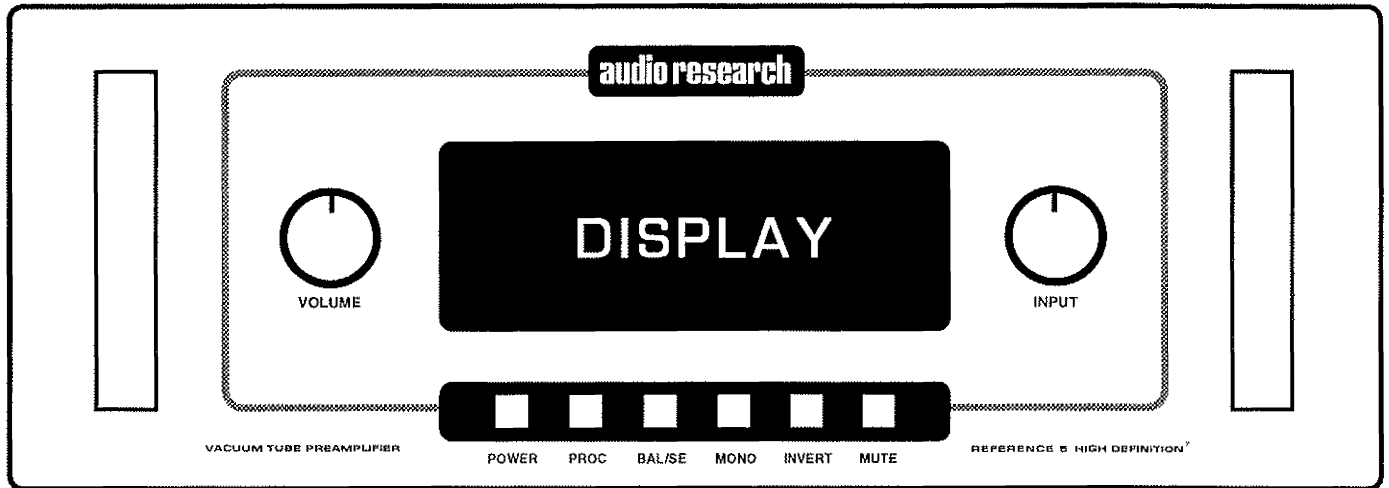 audio research
DISPLAY
VOLUME
INPUT
VACUUM TUBE PREAMPLIFIER
POWER PROC BAL/SE MONO INVERT MUTE
REFERENCE 5 HIGH DEFINITION